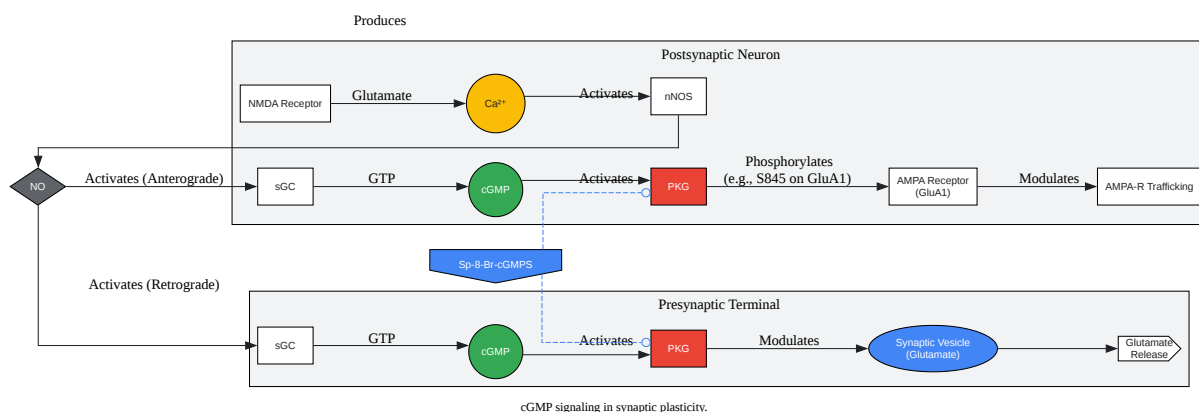 Produces
Postsynaptic Neuron
NMDA Receptor
Glutamate
Ca²⁺
Activates
nNOS
NO
Activates (Anterograde)
sGC
GTP
cGMP
Activates
PKG
Phosphorylates
(e.g., S845 on GluA1)
AMPA Receptor
(GluA1)
Modulates
AMPA-R Trafficking
Sp-8-Br-cGMPS
Activates (Retrograde)
Presynaptic Terminal
sGC
GTP
cGMP
Activates
PKG
Modulates
Synaptic Vesicle
(Glutamate)
Glutamate
Release
cGMP signaling in synaptic plasticity.